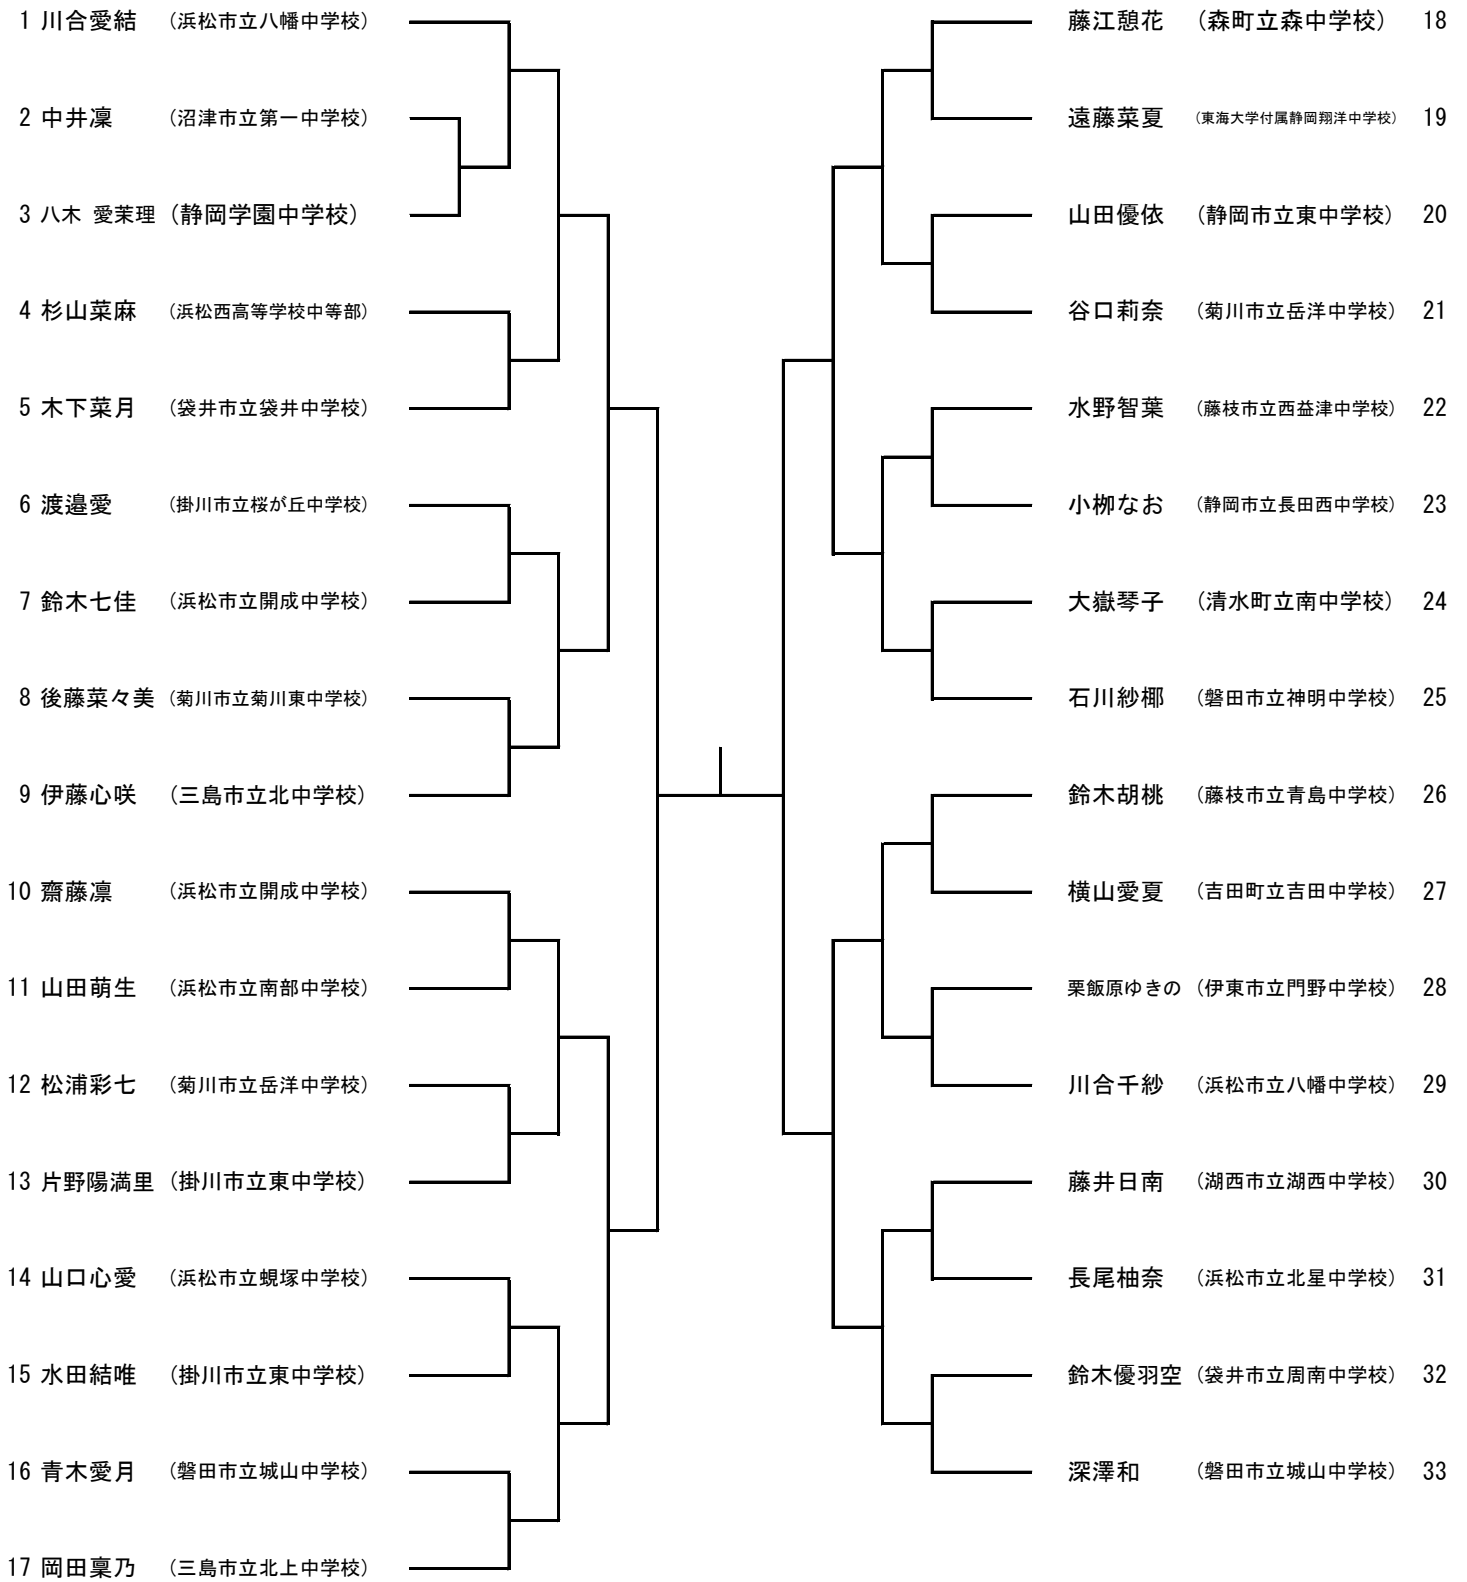 1 川合愛結 （浜松市立八幡中学校）
2 中井凜 （沼津市立第一中学校）
3 八木 愛茉理 （静岡学園中学校）
4 杉山菜麻 （浜松西高等学校中等部）
5 木下菜月 （袋井市立袋井中学校）
6 渡邉愛 （掛川市立桜が丘中学校）
7 鈴木七佳 （浜松市立開成中学校）
8 後藤菜々美 （菊川市立菊川東中学校）
9 伊藤心咲 （三島市立北中学校）
10 齋藤凛 （浜松市立開成中学校）
11 山田萌生 （浜松市立南部中学校）
12 松浦彩七 （菊川市立岳洋中学校）
13 片野陽満里 （掛川市立東中学校）
14 山口心愛 （浜松市立蜆塚中学校）
15 水田結唯 （掛川市立東中学校）
16 青木愛月 （磐田市立城山中学校）
17 岡田稟乃 （三島市立北上中学校）
藤江憩花 （森町立森中学校） 18
遠藤菜夏 （東海大学付属静岡翔洋中学校） 19
山田優依 （静岡市立東中学校） 20
谷口莉奈 （菊川市立岳洋中学校） 21
水野智葉 （藤枝市立西益津中学校） 22
小栁なお （静岡市立長田西中学校） 23
大嶽琴子 （清水町立南中学校） 24
石川紗椰 （磐田市立神明中学校） 25
鈴木胡桃 （藤枝市立青島中学校） 26
横山愛夏 （吉田町立吉田中学校） 27
栗飯原ゆきの （伊東市立門野中学校） 28
川合千紗 （浜松市立八幡中学校） 29
藤井日南 （湖西市立湖西中学校） 30
長尾柚奈 （浜松市立北星中学校） 31
鈴木優羽空 （袋井市立周南中学校） 32
深澤和 （磐田市立城山中学校） 33